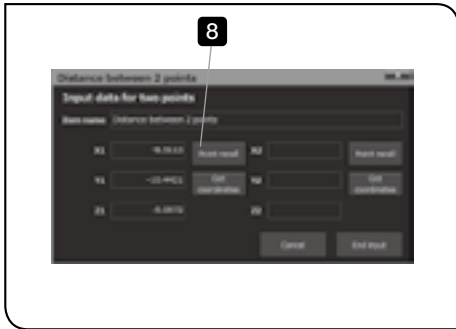 8
Distance between 2 points
Input data for two points
Item name Distance between 2 points
X1 Point recall X2 Point recall
Y1 Get coordinates Y2 Get coordinates
Z1 Z2
Cancel End input